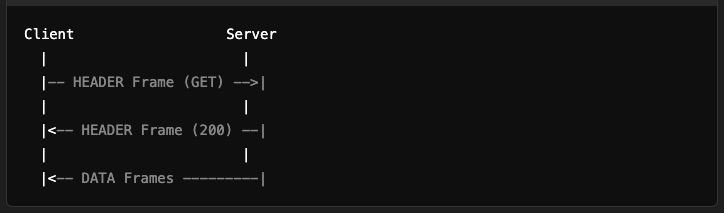 Client                  Server
  |                        |
  |-- HEADER Frame (GET) -->|
  |                        |
  |<-- HEADER Frame (200) --|
  |                        |
  |<-- DATA Frames ---------|